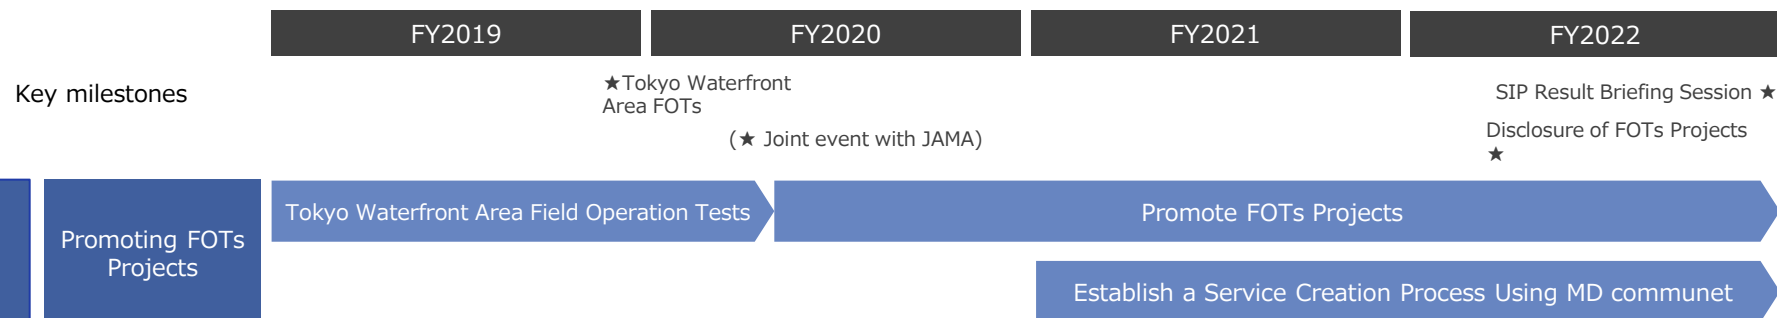 FY2019
FY2020
FY2021
FY2022
Key milestones
★Tokyo Waterfront
Area FOTs
(★ Joint event with JAMA)
SIP Result Briefing Session ★
Disclosure of FOTs Projects
★
Promoting FOTs
Projects
Tokyo Waterfront Area Field Operation Tests
Promote FOTs Projects
Establish a Service Creation Process Using MD communet